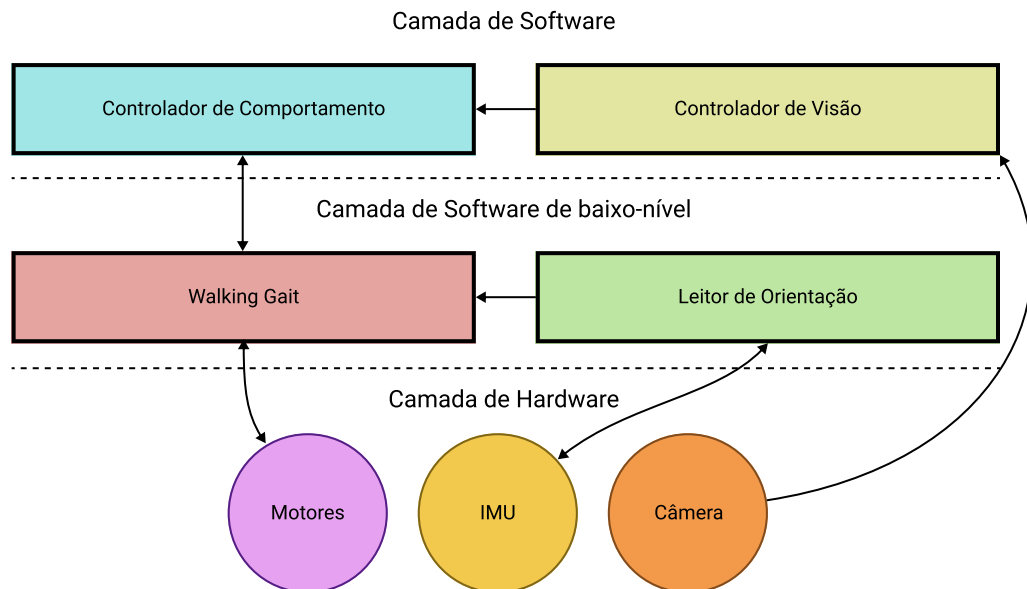 Camada de Software
Controlador de Comportamento
Controlador de Visão
Camada de Software de baixo-nível
Walking Gait
Leitor de Orientação
Camada de Hardware
Motores
IMU
Câmera